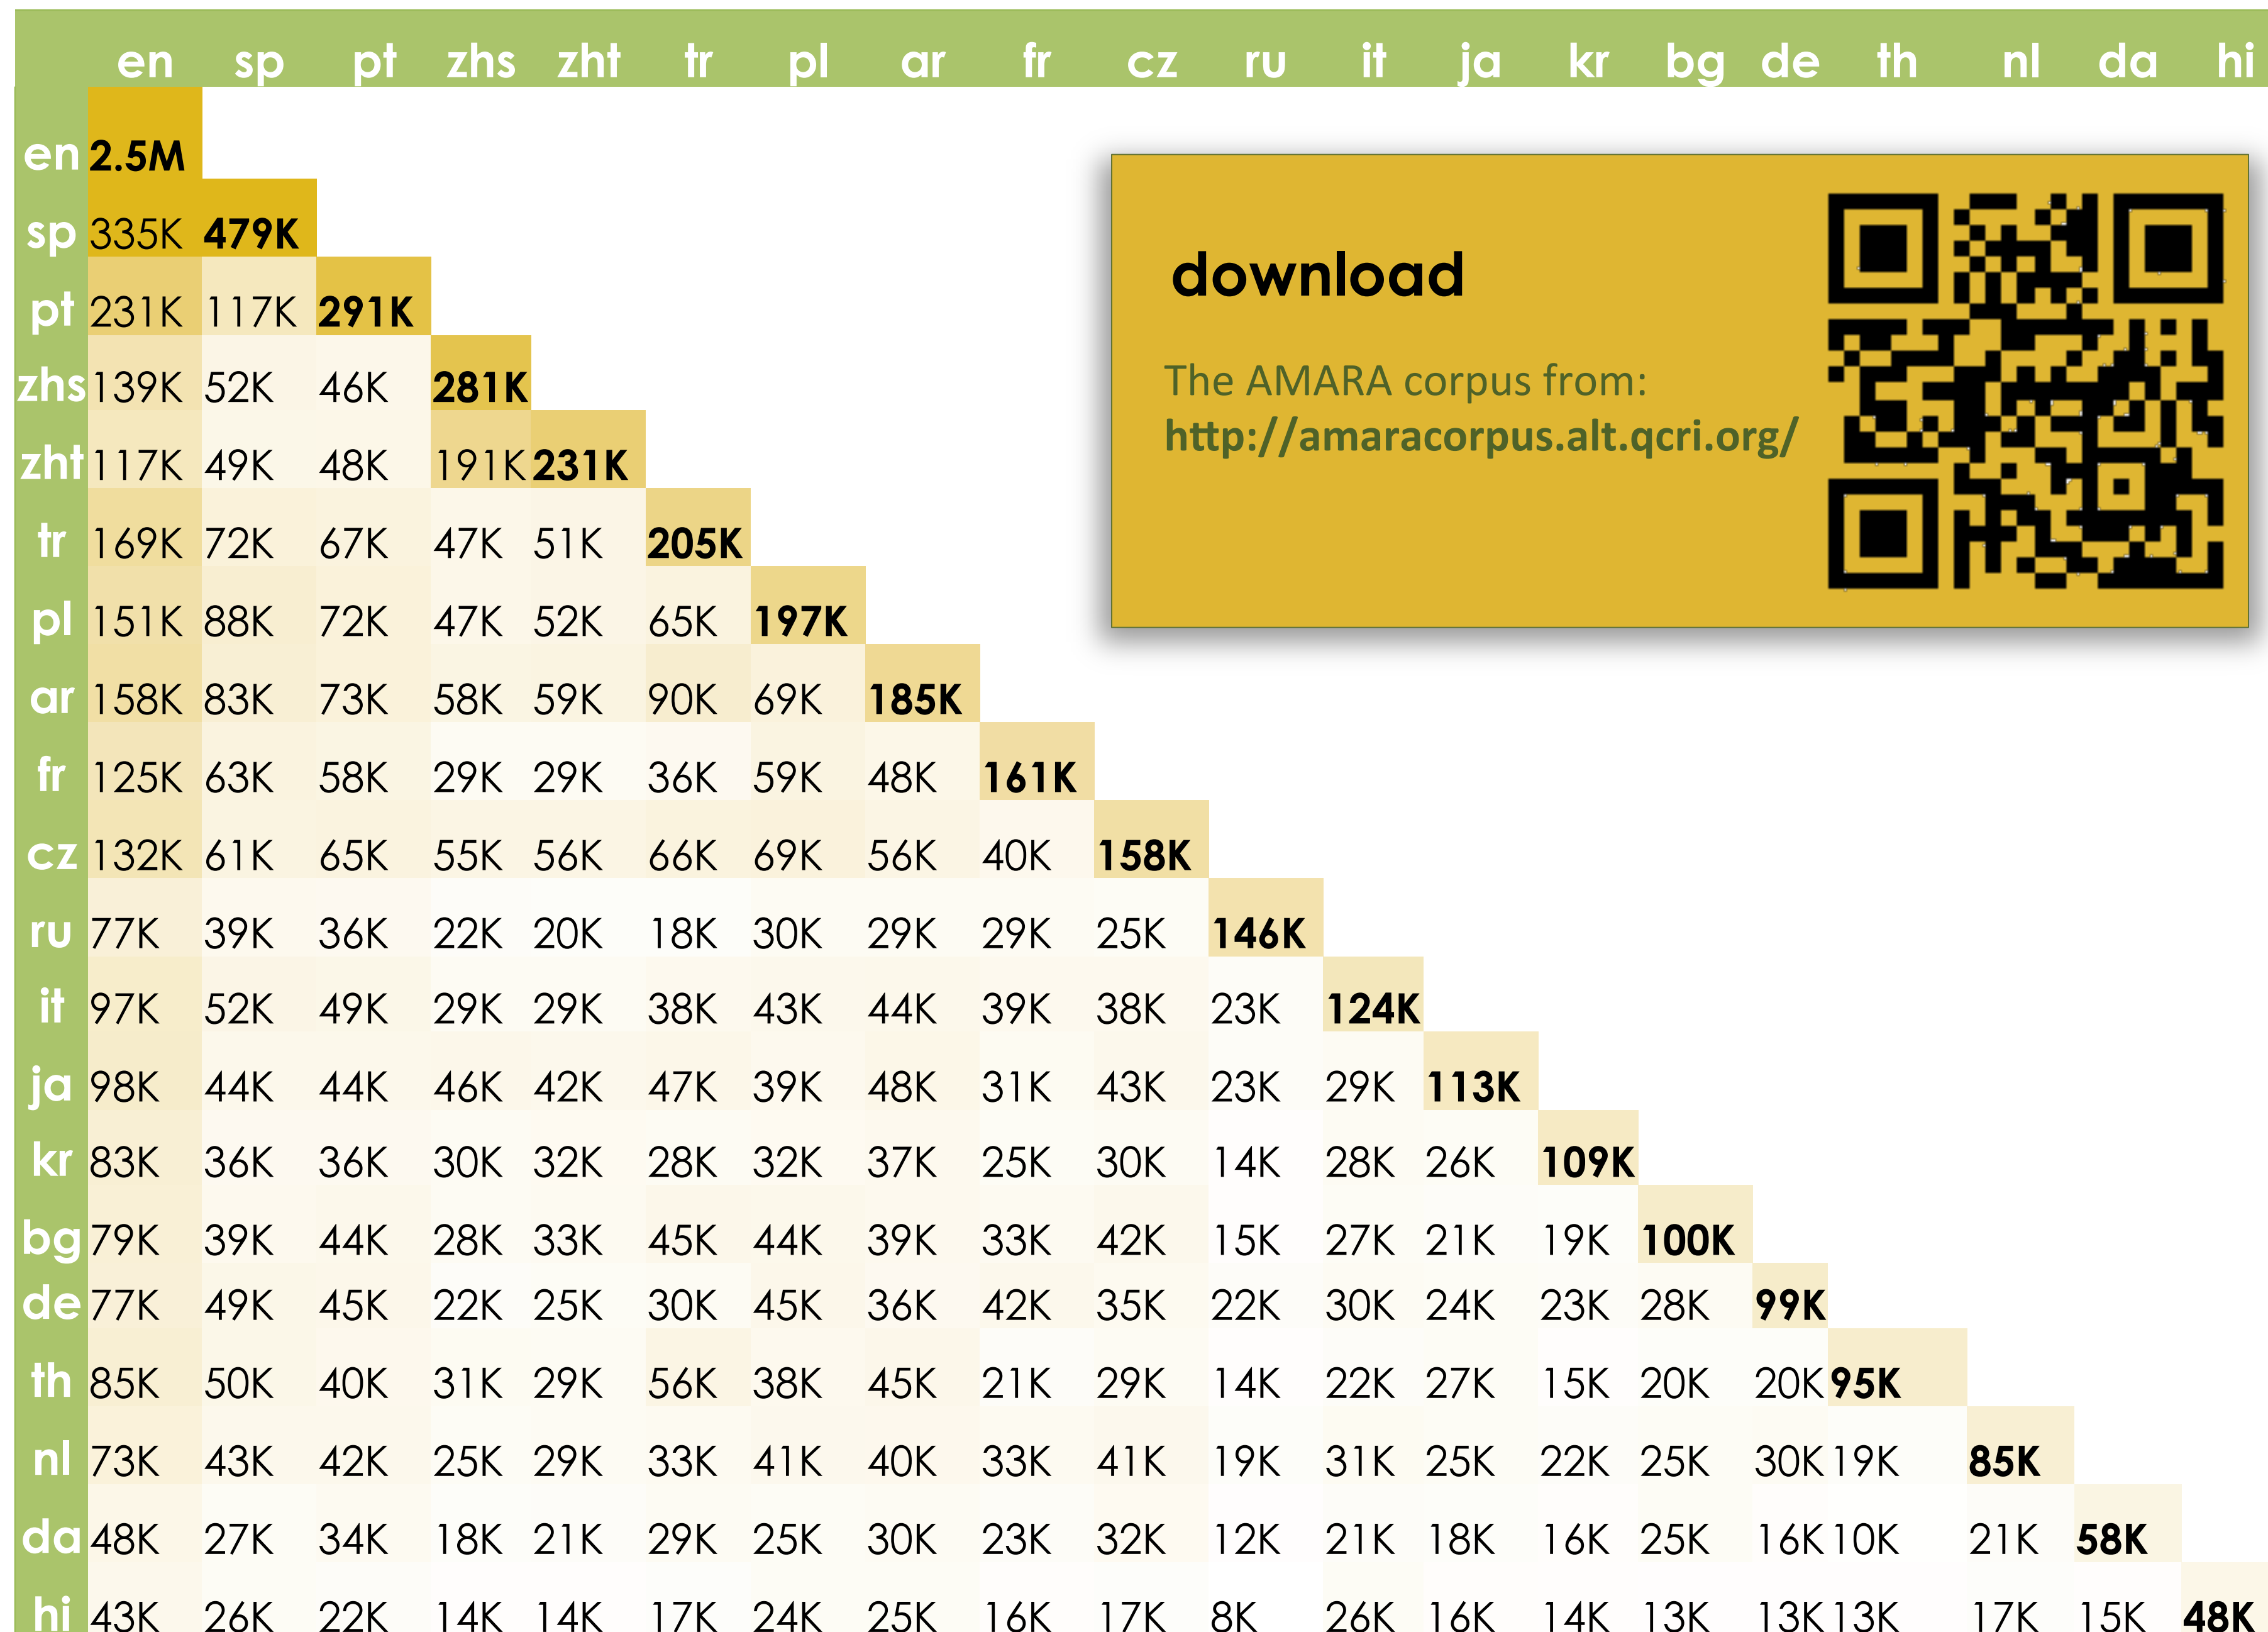 en sp pt zhs zht tr pl ar fr cz ru it ja kr bg de th nl da hi
en 2.5M
sp 335K 479K
pt 231K 117K 291K
zhs 139K 52K 46K 281K
zht 117K 49K 48K 191K 231K
tr 169K 72K 67K 47K 51K 205K
pl 151K 88K 72K 47K 52K 65K 197K
ar 158K 83K 73K 58K 59K 90K 69K 185K
fr 125K 63K 58K 29K 29K 36K 59K 48K 161K
cz 132K 61K 65K 55K 56K 66K 69K 56K 40K 158K
ru 77K 39K 36K 22K 20K 18K 30K 29K 29K 25K 146K
it 97K 52K 49K 29K 29K 38K 43K 44K 39K 38K 23K 124K
ja 98K 44K 44K 46K 42K 47K 39K 48K 31K 43K 23K 29K 113K
kr 83K 36K 36K 30K 32K 28K 32K 37K 25K 30K 14K 28K 26K 109K
bg 79K 39K 44K 28K 33K 45K 44K 39K 33K 42K 15K 27K 21K 19K 100K
de 77K 49K 45K 22K 25K 30K 45K 36K 42K 35K 22K 30K 24K 23K 28K 99K
th 85K 50K 40K 31K 29K 56K 38K 45K 21K 29K 14K 22K 27K 15K 20K 20K 95K
nl 73K 43K 42K 25K 29K 33K 41K 40K 33K 41K 19K 31K 25K 22K 25K 30K 19K 85K
da 48K 27K 34K 18K 21K 29K 25K 30K 23K 32K 12K 21K 18K 16K 25K 16K 10K 21K 58K
hi 43K 26K 22K 14K 14K 17K 24K 25K 16K 17K 8K 26K 16K 14K 13K 13K 13K 17K 15K 48K
download
The AMARA corpus from:
http://amaracorpus.alt.qcri.org/